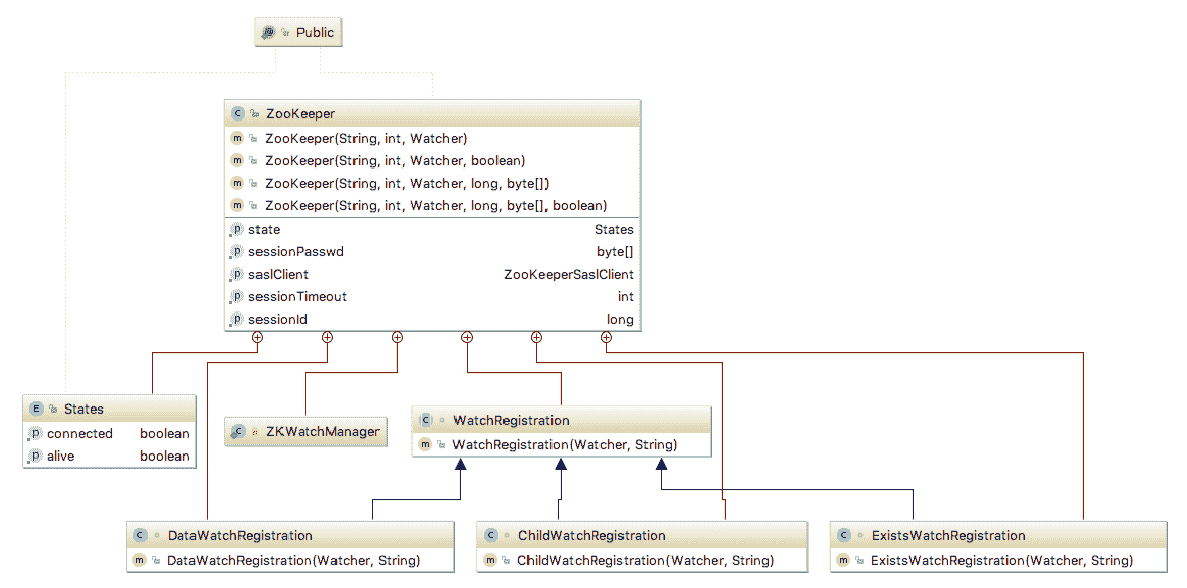 Public
ZooKeeper
ZooKeeper(String, int, Watcher)
ZooKeeper(String, int, Watcher, boolean)
ZooKeeper(String, int, Watcher, long, byte[])
ZooKeeper(String, int, Watcher, long, byte[], boolean)
state States
sessionPasswd byte[]
saslClient ZooKeeperSaslClient
sessionTimeout int
sessionId long
States
connected boolean
alive boolean
ZKWatchManager
WatchRegistration
WatchRegistration(Watcher, String)
DataWatchRegistration
DataWatchRegistration(Watcher, String)
ChildWatchRegistration
ChildWatchRegistration(Watcher, String)
ExistsWatchRegistration
ExistsWatchRegistration(Watcher, String)